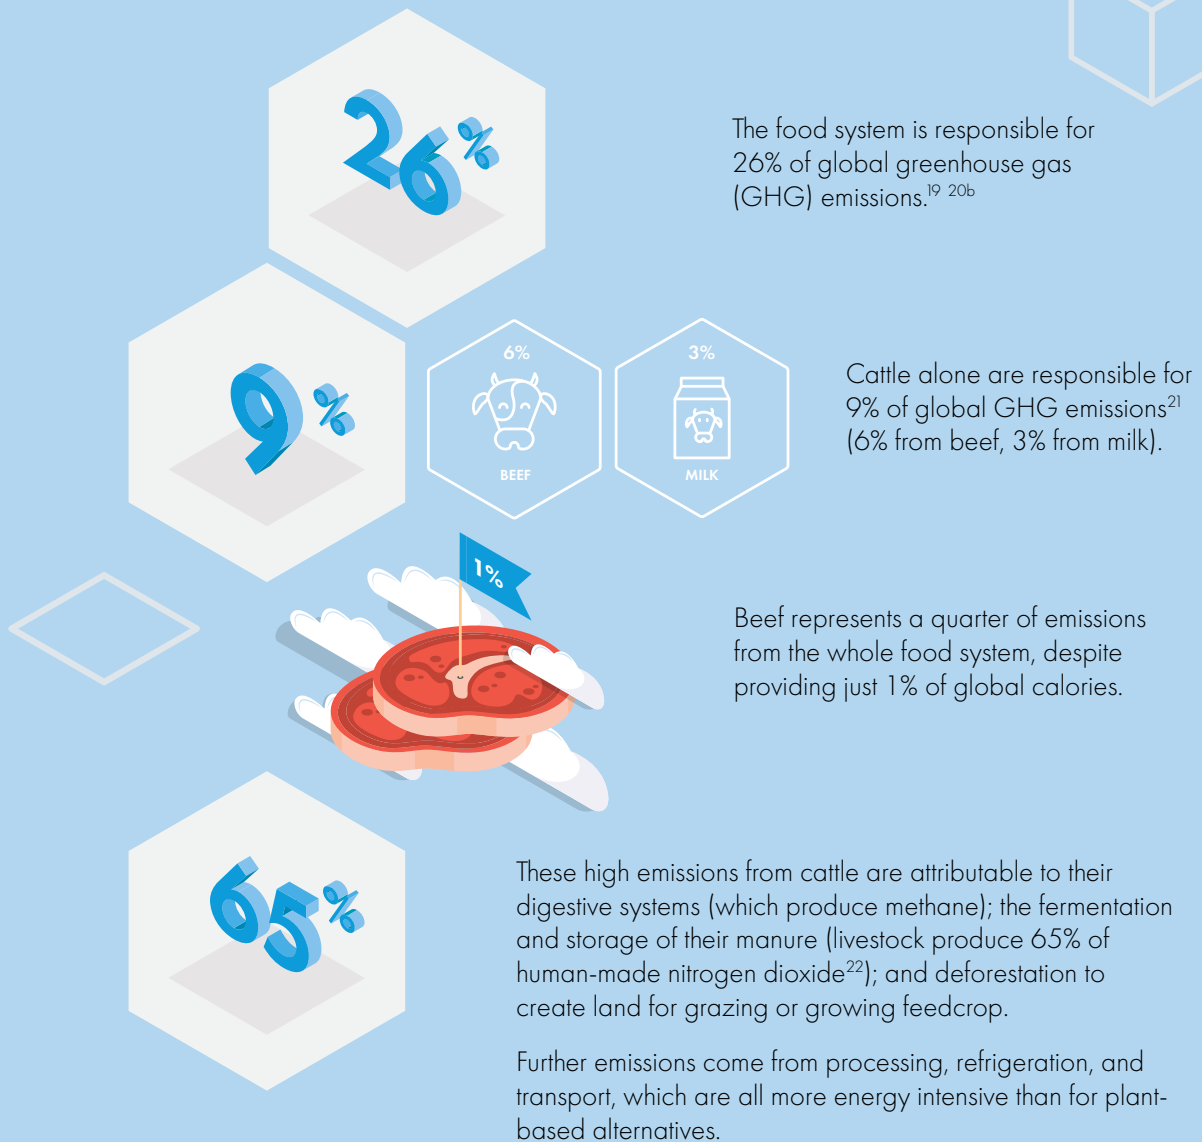 26%
The food system is responsible for
26% of global greenhouse gas
(GHG) emissions.19 20b
9%
6%
BEEF
3%
MILK
Cattle alone are responsible for
9% of global GHG emissions21
(6% from beef, 3% from milk).
1%
Beef represents a quarter of emissions
from the whole food system, despite
providing just 1% of global calories.
65%
These high emissions from cattle are attributable to their
digestive systems (which produce methane); the fermentation
and storage of their manure (livestock produce 65% of
human-made nitrogen dioxide22); and deforestation to
create land for grazing or growing feedcrop.
Further emissions come from processing, refrigeration, and
transport, which are all more energy intensive than for plant-
based alternatives.